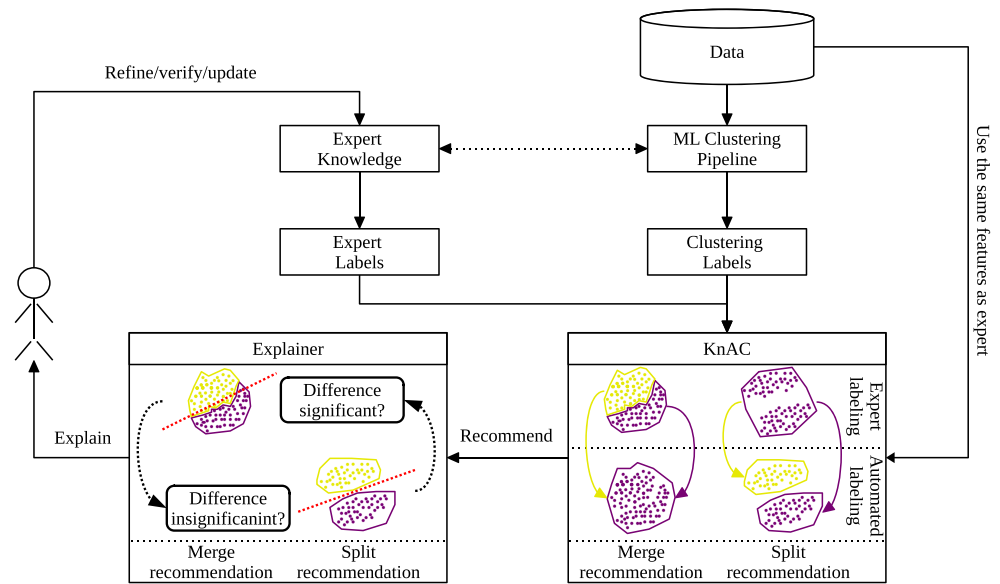 Data
Refine/verify/update
Expert
Knowledge
ML Clustering
Pipeline
Use the same features as expert
Expert
Labels
Clustering
Labels
Explainer
KnAC
Difference
significant?
Expert
labeling
Explain
Recommend
Difference
insignificanint?
Automated
labeling
Merge
recommendation
Split
recommendation
Merge
recommendation
Split
recommendation